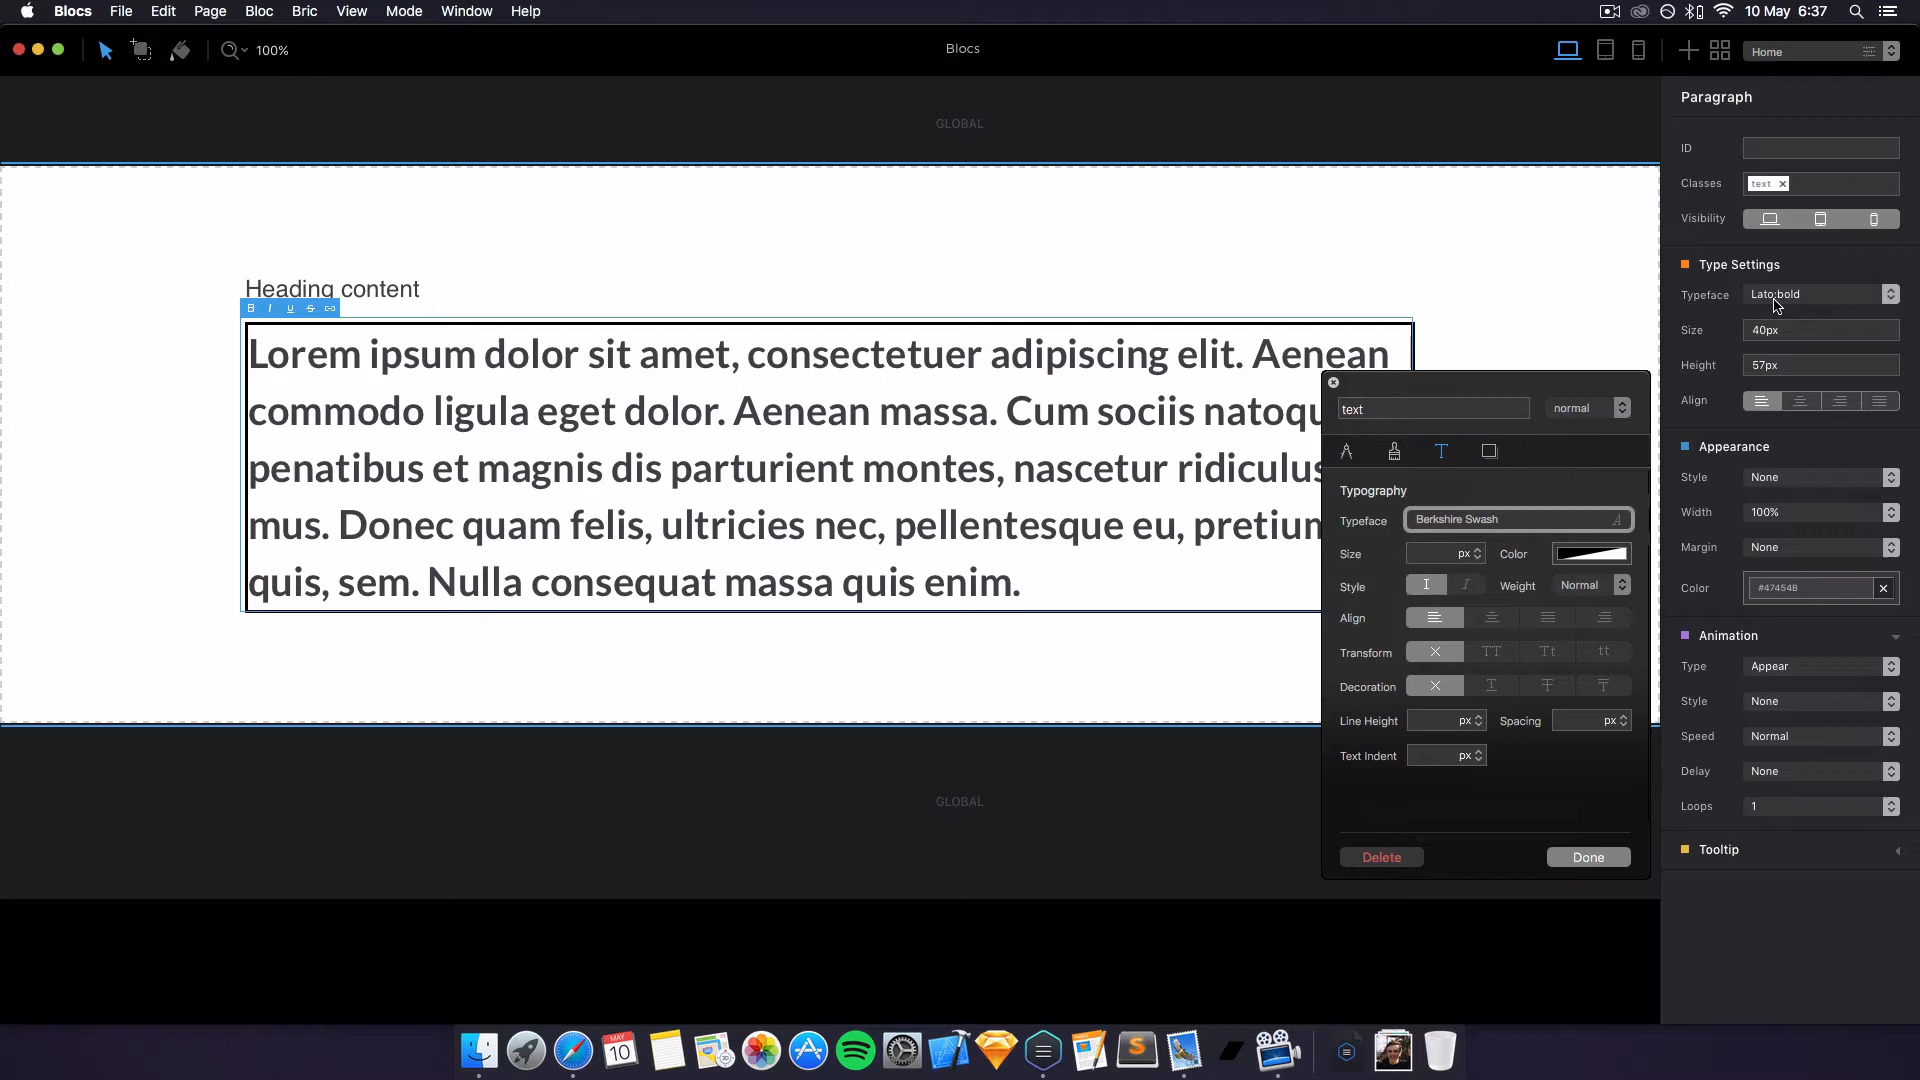 Blocs File Edit Page Bloc Bric View Mode Window Help 10 May 6:37
100% Blocs Home
GLOBAL
Paragraph
ID
Classes text
Visibility
Type Settings
Typeface Lato:bold
Size 40px
Height 57px
Align
Appearance
Style None
Width 100%
Margin None
Color #47454B
Animation
Type Appear
Style None
Speed Normal
Delay None
Loops 1
Tooltip
Heading content
B I U S
Lorem ipsum dolor sit amet, consectetuer adipiscing elit. Aenean
commodo ligula eget dolor. Aenean massa. Cum sociis natoqu
penatibus et magnis dis parturient montes, nascetur ridiculus
mus. Donec quam felis, ultricies nec, pellentesque eu, pretium
quis, sem. Nulla consequat massa quis enim.
text normal
T
Typography
Typeface Berkshire Swash
Size px Color
Style I I Weight Normal
Align
Transform TT Tt tt
Decoration T T T
Line Height px Spacing px
Text Indent px
Delete Done
GLOBAL
MAY
10